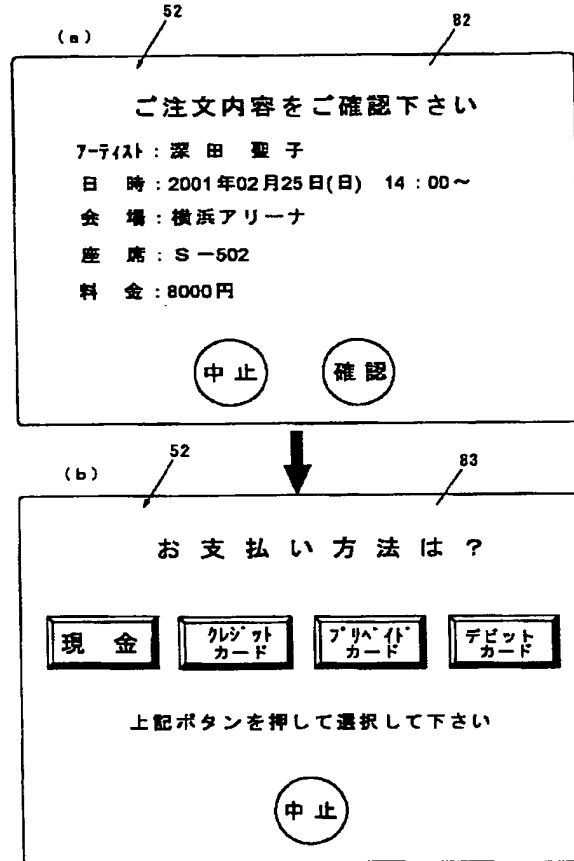 52
82
(a)
ご注文内容をご確認下さい
ｱｰﾃｨｽﾄ：深田 聖子
日 時：2001年02月25日(日) 14：00～
会 場：横浜アリーナ
座 席：S－502
料 金：8000円
中止 確認
52
83
(b)
お支払い方法は？
現 金 ｸﾚｼﾞｯﾄ ﾌﾟﾘﾍﾟｲﾄﾞ デビット
カード カード カード
上記ボタンを押して選択して下さい
中止